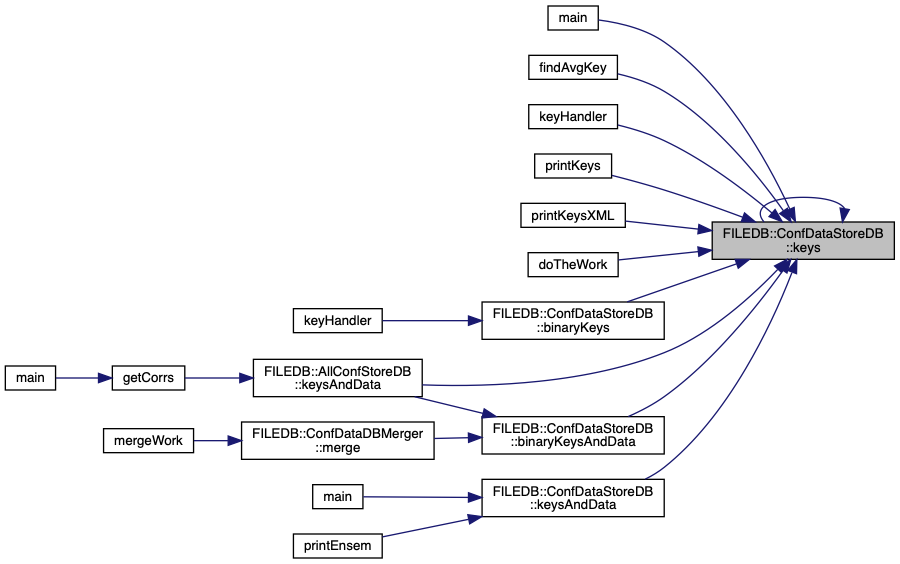 main
findAvgKey
keyHandler
printKeys
printKeysXML
FILEDB::ConfDataStoreDB
::keys
doTheWork
keyHandler
FILEDB::ConfDataStoreDB
::binaryKeys
main
getCorrs
FILEDB::AllConfStoreDB
::keysAndData
mergeWork
FILEDB::ConfDataDBMerger
::merge
FILEDB::ConfDataStoreDB
::binaryKeysAndData
main
FILEDB::ConfDataStoreDB
::keysAndData
printEnsem